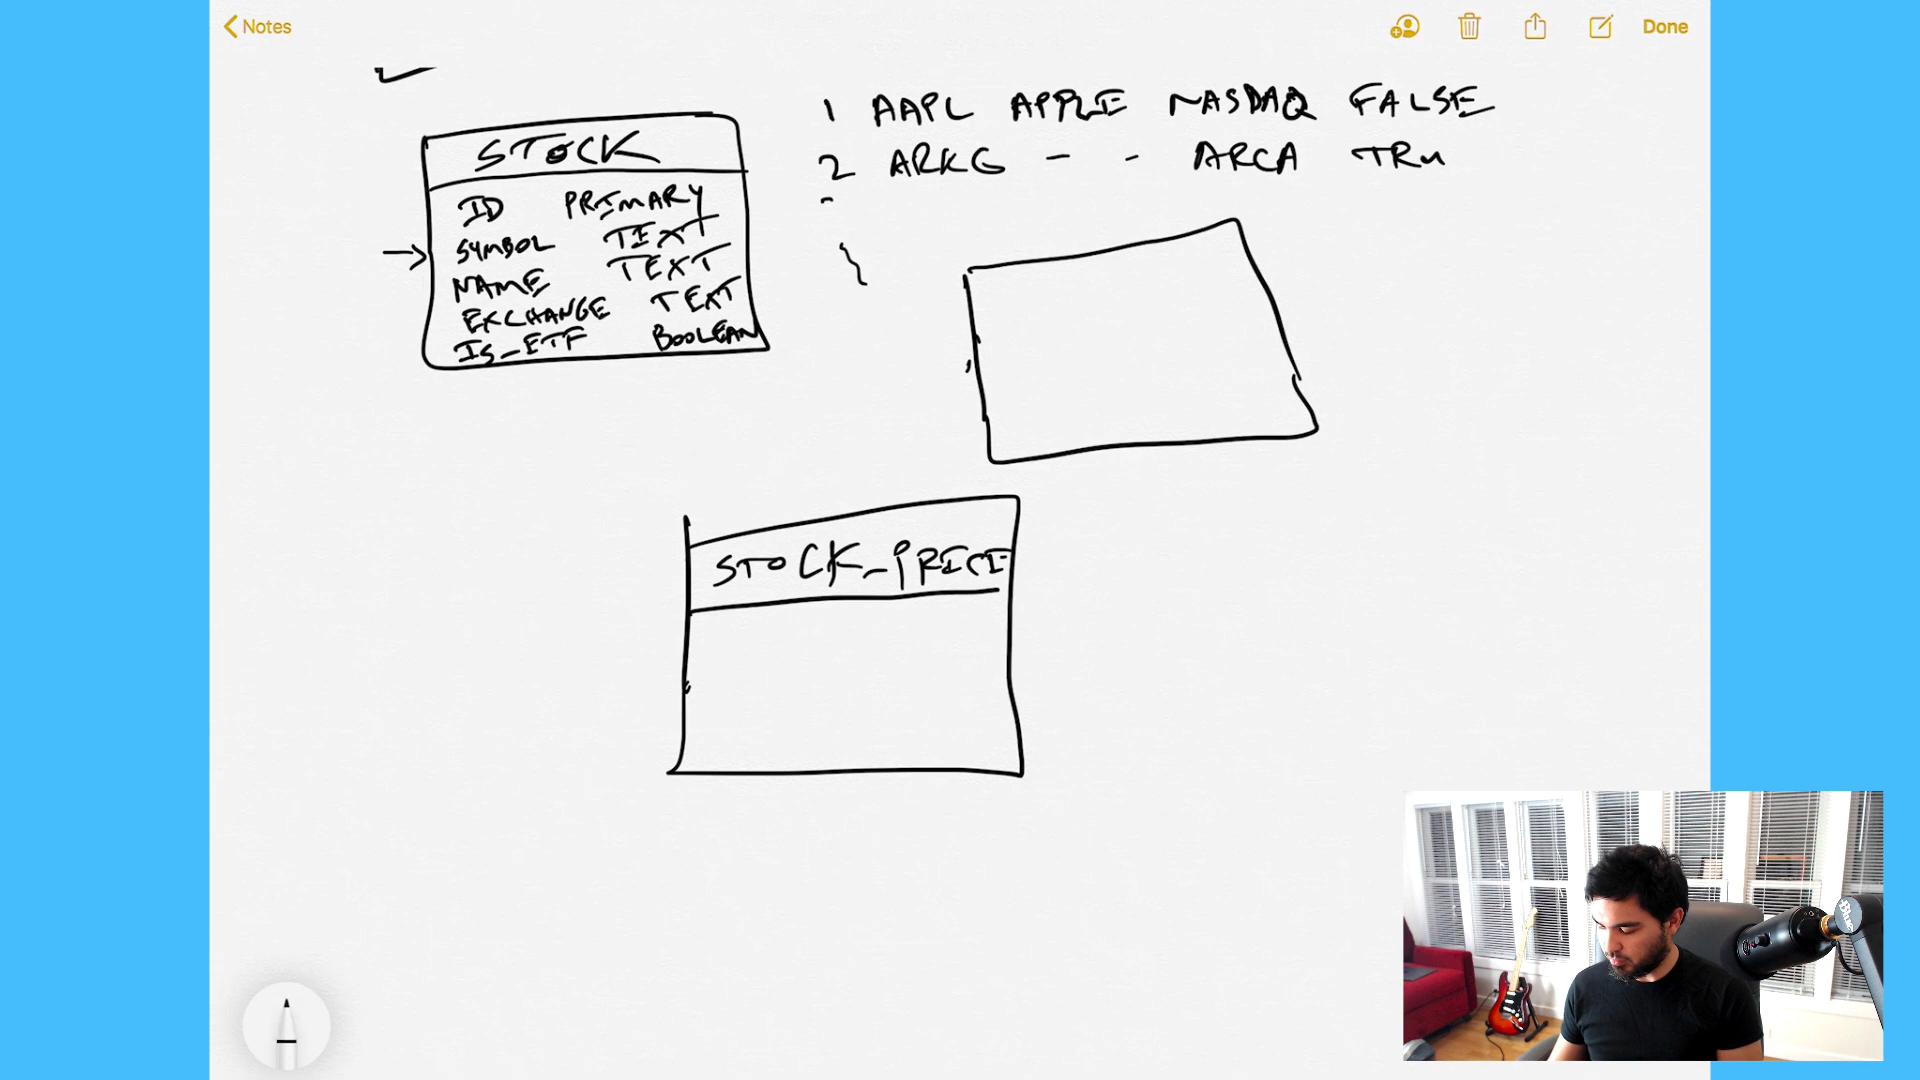 Notes
Done
1 AAPL APPLE NASDAQ FALSE
2 ARKG - - ARCA TRU
STOCK
ID PRIMARY
SYMBOL TEXT
NAME TEXT
EXCHANGE TEXT
IS_ETF BOOLEAN
STOCK_PRICE
Blue